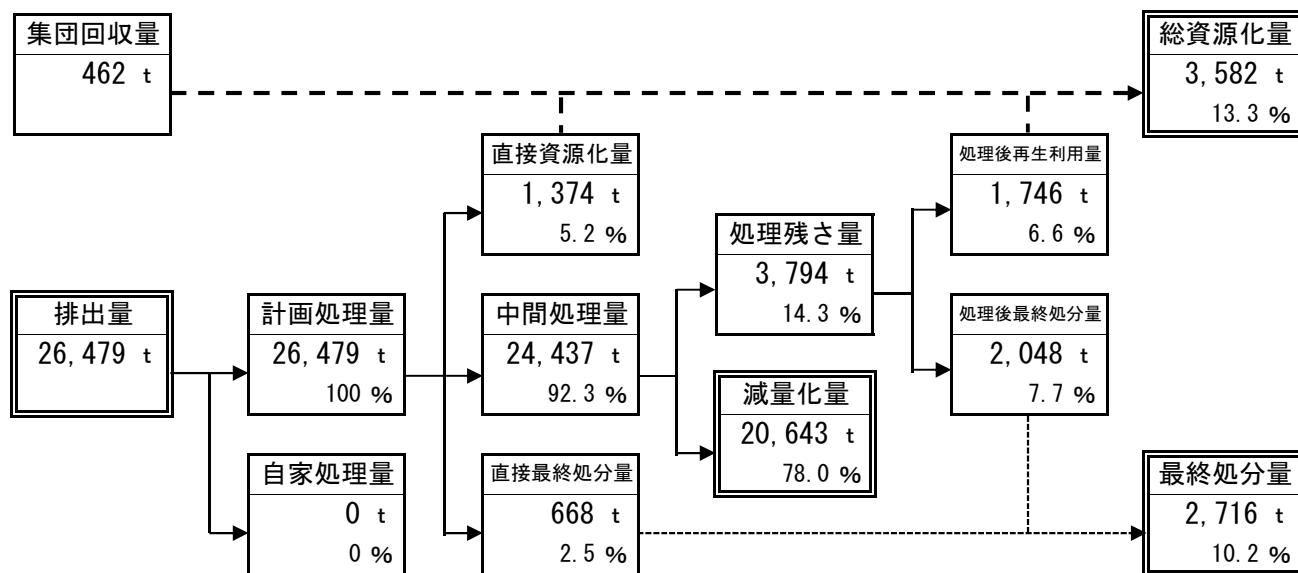 集団回収量
462 t
総資源化量
3,582 t
13.3 %
直接資源化量
1,374 t
5.2 %
処理後再生利用量
1,746 t
6.6 %
処理残さ量
3,794 t
14.3 %
排出量
26,479 t
計画処理量
26,479 t
100 %
中間処理量
24,437 t
92.3 %
処理後最終処分量
2,048 t
7.7 %
減量化量
20,643 t
78.0 %
自家処理量
0 t
0 %
直接最終処分量
668 t
2.5 %
最終処分量
2,716 t
10.2 %